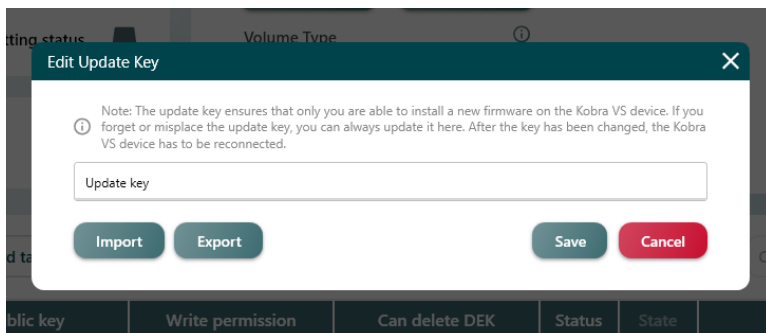 tting status
Volume Type
Edit Update Key
Note: The update key ensures that only you are able to install a new firmware on the Kobra VS device. If you
forget or misplace the update key, you can always update it here. After the key has been changed, the Kobra
VS device has to be reconnected.
Update key
Import Export Save Cancel
d ta
blic key Write permission Can delete DEK Status State